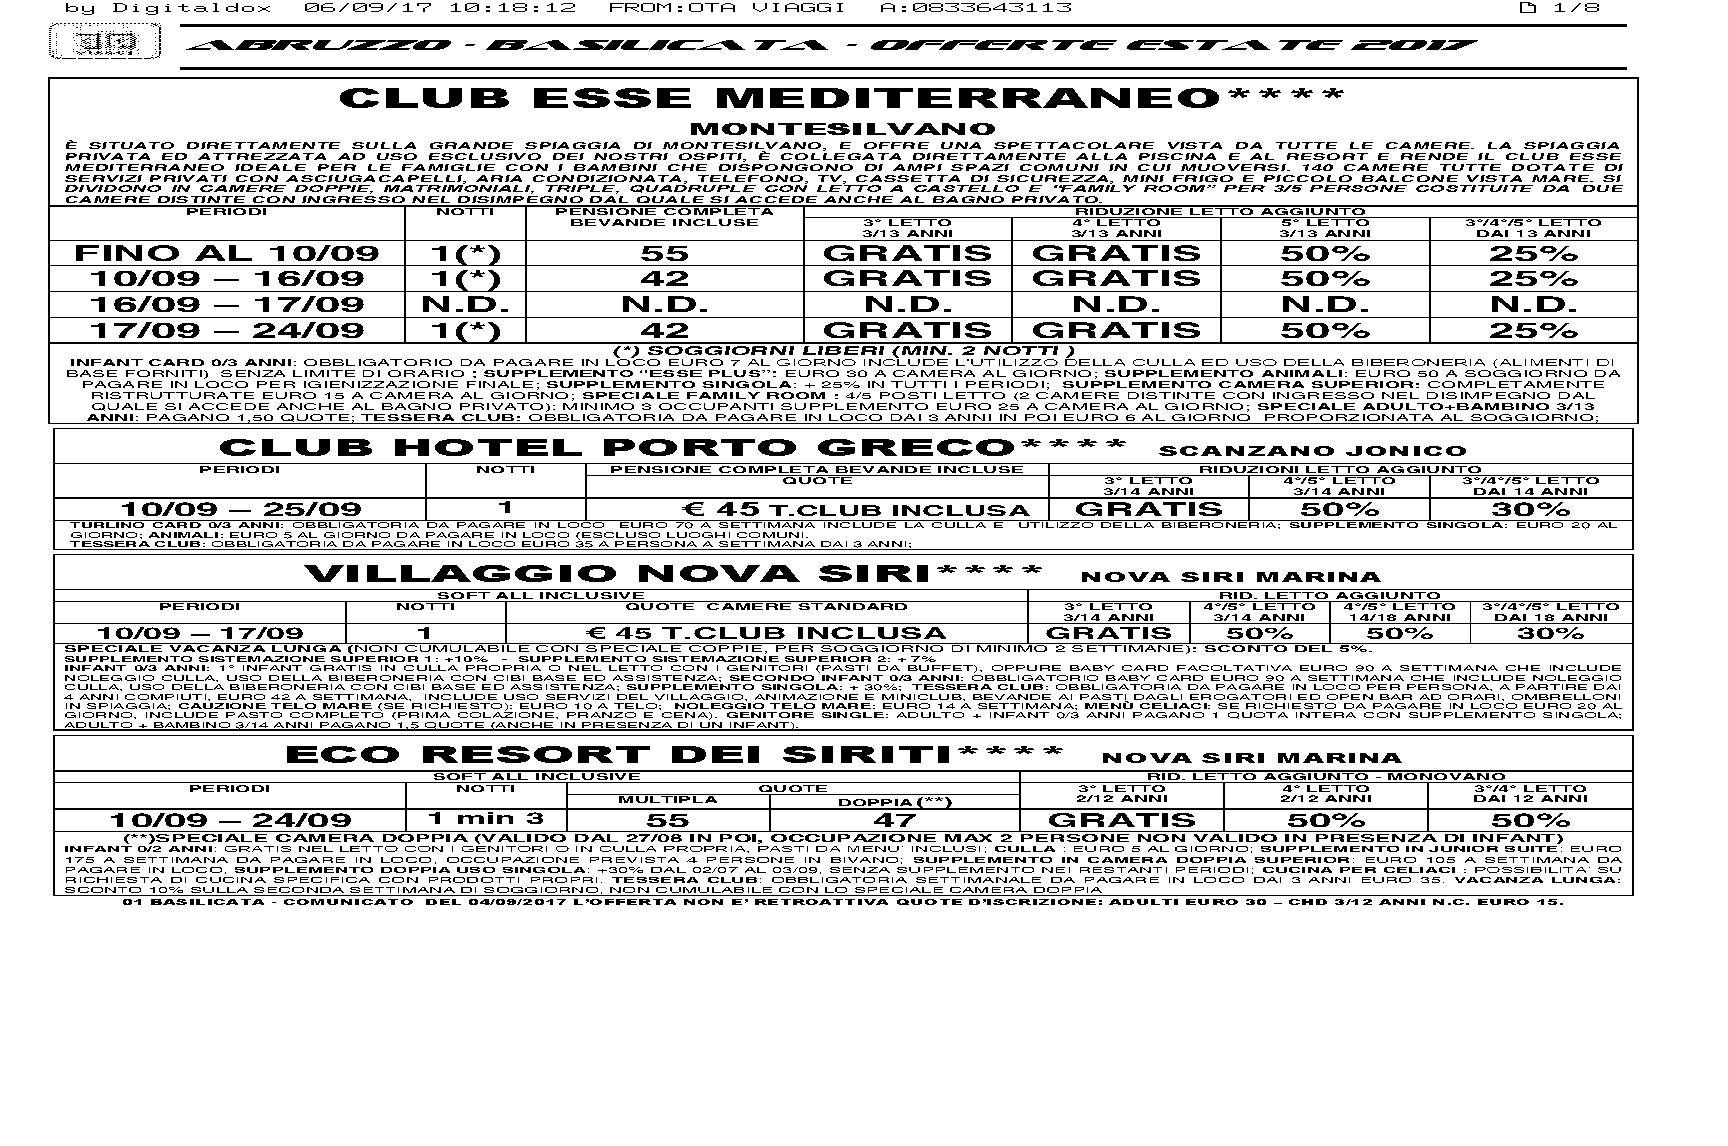 by Digitaldox 06/09/17 10:18:12 FROM:OTA VIAGGI A:0833643113 1/8
ABRUZZO - BASILICATA - OFFERTE ESTATE 2017
CLUB ESSE MEDITERRANEO****
MONTESILVANO
È SITUATO DIRETTAMENTE SULLA GRANDE SPIAGGIA DI MONTESILVANO, E OFFRE UNA SPETTACOLARE VISTA DA TUTTE LE CAMERE. LA SPIAGGIA
PRIVATA ED ATTREZZATA AD USO ESCLUSIVO DEI NOSTRI OSPITI, È COLLEGATA DIRETTAMENTE ALLA PISCINA E AL RESORT E RENDE IL CLUB ESSE
MEDITERRANEO IDEALE PER LE FAMIGLIE CON I BAMBINI CHE DISPONGONO DI AMPI SPAZI COMUNI IN CUI MUOVERSI. 140 CAMERE TUTTE DOTATE DI
SERVIZI PRIVATI CON ASCIUGACAPELLI, ARIA CONDIZIONATA, TELEFONO, TV, CASSETTA DI SICUREZZA, MINI FRIGO E PICCOLO BALCONE VISTA MARE. SI
DIVIDONO IN CAMERE DOPPIE, MATRIMONIALI, TRIPLE, QUADRUPLE CON LETTO A CASTELLO E "FAMILY ROOM" PER 3/5 PERSONE COSTITUITE DA DUE
CAMERE DISTINTE CON INGRESSO NEL DISIMPEGNO DAL QUALE SI ACCEDE ANCHE AL BAGNO PRIVATO.
PERIODI NOTTI PENSIONE COMPLETA RIDUZIONE LETTO AGGIUNTO
BEVANDE INCLUSE 3° LETTO 4° LETTO 5° LETTO 3°/4°/5° LETTO
3/13 ANNI 3/13 ANNI 3/13 ANNI DAI 13 ANNI
FINO AL 10/09 1(*) 55 GRATIS GRATIS 50% 25%
10/09 – 16/09 1(*) 42 GRATIS GRATIS 50% 25%
16/09 – 17/09 N.D. N.D. N.D. N.D. N.D. N.D.
17/09 – 24/09 1(*) 42 GRATIS GRATIS 50% 25%
(*) SOGGIORNI LIBERI (MIN. 2 NOTTI )
INFANT CARD 0/3 ANNI: OBBLIGATORIO DA PAGARE IN LOCO EURO 7 AL GIORNO INCLUDE L'UTILIZZO DELLA CULLA ED USO DELLA BIBERONERIA (ALIMENTI DI
BASE FORNITI) SENZA LIMITE DI ORARIO ; SUPPLEMENTO "ESSE PLUS": EURO 30 A CAMERA AL GIORNO; SUPPLEMENTO ANIMALI: EURO 50 A SOGGIORNO DA
PAGARE IN LOCO PER IGIENIZZAZIONE FINALE; SUPPLEMENTO SINGOLA: + 25% IN TUTTI I PERIODI; SUPPLEMENTO CAMERA SUPERIOR: COMPLETAMENTE
RISTRUTTURATE EURO 15 A CAMERA AL GIORNO; SPECIALE FAMILY ROOM : 4/5 POSTI LETTO (2 CAMERE DISTINTE CON INGRESSO NEL DISIMPEGNO DAL
QUALE SI ACCEDE ANCHE AL BAGNO PRIVATO): MINIMO 3 OCCUPANTI SUPPLEMENTO EURO 25 A CAMERA AL GIORNO; SPECIALE ADULTO+BAMBINO 3/13
ANNI: PAGANO 1,50 QUOTE; TESSERA CLUB: OBBLIGATORIA DA PAGARE IN LOCO DAI 3 ANNI IN POI EURO 6 AL GIORNO PROPORZIONATA AL SOGGIORNO;
CLUB HOTEL PORTO GRECO**** SCANZANO JONICO
PERIODI NOTTI PENSIONE COMPLETA BEVANDE INCLUSE RIDUZIONI LETTO AGGIUNTO
QUOTE 3° LETTO 4°/5° LETTO 3°/4°/5° LETTO
3/14 ANNI 3/14 ANNI DAI 14 ANNI
10/09 – 25/09 1 € 45 T.CLUB INCLUSA GRATIS 50% 30%
TURLINO CARD 0/3 ANNI: OBBLIGATORIA DA PAGARE IN LOCO EURO 70 A SETTIMANA INCLUDE LA CULLA E UTILIZZO DELLA BIBERONERIA; SUPPLEMENTO SINGOLA: EURO 20 AL
GIORNO; ANIMALI: EURO 5 AL GIORNO DA PAGARE IN LOCO (ESCLUSO LUOGHI COMUNI.
TESSERA CLUB: OBBLIGATORIA DA PAGARE IN LOCO EURO 35 A PERSONA A SETTIMANA DAI 3 ANNI;
VILLAGGIO NOVA SIRI**** NOVA SIRI MARINA
SOFT ALL INCLUSIVE RID. LETTO AGGIUNTO
PERIODI NOTTI QUOTE CAMERE STANDARD 3° LETTO 4°/5° LETTO 4°/5° LETTO 3°/4°/5° LETTO
3/14 ANNI 3/14 ANNI 14/18 ANNI DAI 18 ANNI
10/09 – 17/09 1 € 45 T.CLUB INCLUSA GRATIS 50% 50% 30%
SPECIALE VACANZA LUNGA (NON CUMULABILE CON SPECIALE COPPIE, PER SOGGIORNO DI MINIMO 2 SETTIMANE): SCONTO DEL 5%.
SUPPLEMENTO SISTEMAZIONE SUPERIOR 1: +10% - SUPPLEMENTO SISTEMAZIONE SUPERIOR 2: + 7%
INFANT 0/3 ANNI: 1° INFANT GRATIS IN CULLA PROPRIA O NEL LETTO CON I GENITORI (PASTI DA BUFFET), OPPURE BABY CARD FACOLTATIVA EURO 90 A SETTIMANA CHE INCLUDE
NOLEGGIO CULLA, USO DELLA BIBERONERIA CON CIBI BASE ED ASSISTENZA; SECONDO INFANT 0/3 ANNI: OBBLIGATORIO BABY CARD EURO 90 A SETTIMANA CHE INCLUDE NOLEGGIO
CULLA, USO DELLA BIBERONERIA CON CIBI BASE ED ASSISTENZA; SUPPLEMENTO SINGOLA: + 30%; TESSERA CLUB: OBBLIGATORIA DA PAGARE IN LOCO PER PERSONA, A PARTIRE DAI
4 ANNI COMPIUTI, EURO 42 A SETTIMANA, INCLUDE USO SERVIZI DEL VILLAGGIO, ANIMAZIONE E MINICLUB, BEVANDE AI PASTI DAGLI EROGATORI ED OPEN BAR AD ORARI, OMBRELLONI
IN SPIAGGIA; CAUZIONE TELO MARE (SE RICHIESTO): EURO 10 A TELO; NOLEGGIO TELO MARE: EURO 14 A SETTIMANA; MENÙ CELIACI: SE RICHIESTO DA PAGARE IN LOCO EURO 20 AL
GIORNO, INCLUDE PASTO COMPLETO (PRIMA COLAZIONE, PRANZO E CENA). GENITORE SINGLE: ADULTO + INFANT 0/3 ANNI PAGANO 1 QUOTA INTERA CON SUPPLEMENTO SINGOLA;
ADULTO + BAMBINO 3/14 ANNI PAGANO 1,5 QUOTE (ANCHE IN PRESENZA DI UN INFANT).
ECO RESORT DEI SIRITI**** NOVA SIRI MARINA
SOFT ALL INCLUSIVE RID. LETTO AGGIUNTO - MONOVANO
PERIODI NOTTI QUOTE 3° LETTO 4° LETTO 3°/4° LETTO
MULTIPLA DOPPIA (**) 2/12 ANNI 2/12 ANNI DAI 12 ANNI
10/09 – 24/09 1 min 3 55 47 GRATIS 50% 50%
(**)SPECIALE CAMERA DOPPIA (VALIDO DAL 27/08 IN POI, OCCUPAZIONE MAX 2 PERSONE NON VALIDO IN PRESENZA DI INFANT)
INFANT 0/2 ANNI: GRATIS NEL LETTO CON I GENITORI O IN CULLA PROPRIA, PASTI DA MENU' INCLUSI; CULLA : EURO 5 AL GIORNO; SUPPLEMENTO IN JUNIOR SUITE: EURO
175 A SETTIMANA DA PAGARE IN LOCO, OCCUPAZIONE PREVISTA 4 PERSONE IN BIVANO; SUPPLEMENTO IN CAMERA DOPPIA SUPERIOR: EURO 105 A SETTIMANA DA
PAGARE IN LOCO, SUPPLEMENTO DOPPIA USO SINGOLA: +30% DAL 02/07 AL 03/09, SENZA SUPPLEMENTO NEI RESTANTI PERIODI; CUCINA PER CELIACI : POSSIBILITA' SU
RICHIESTA DI CUCINA SPECIFICA CON PRODOTTI PROPRI. TESSERA CLUB: OBBLIGATORIA SETTIMANALE DA PAGARE IN LOCO DAI 3 ANNI EURO 35. VACANZA LUNGA:
SCONTO 10% SULLA SECONDA SETTIMANA DI SOGGIORNO, NON CUMULABILE CON LO SPECIALE CAMERA DOPPIA
01 BASILICATA - COMUNICATO DEL 04/09/2017 L'OFFERTA NON E' RETROATTIVA QUOTE D'ISCRIZIONE: ADULTI EURO 30 – CHD 3/12 ANNI N.C. EURO 15.